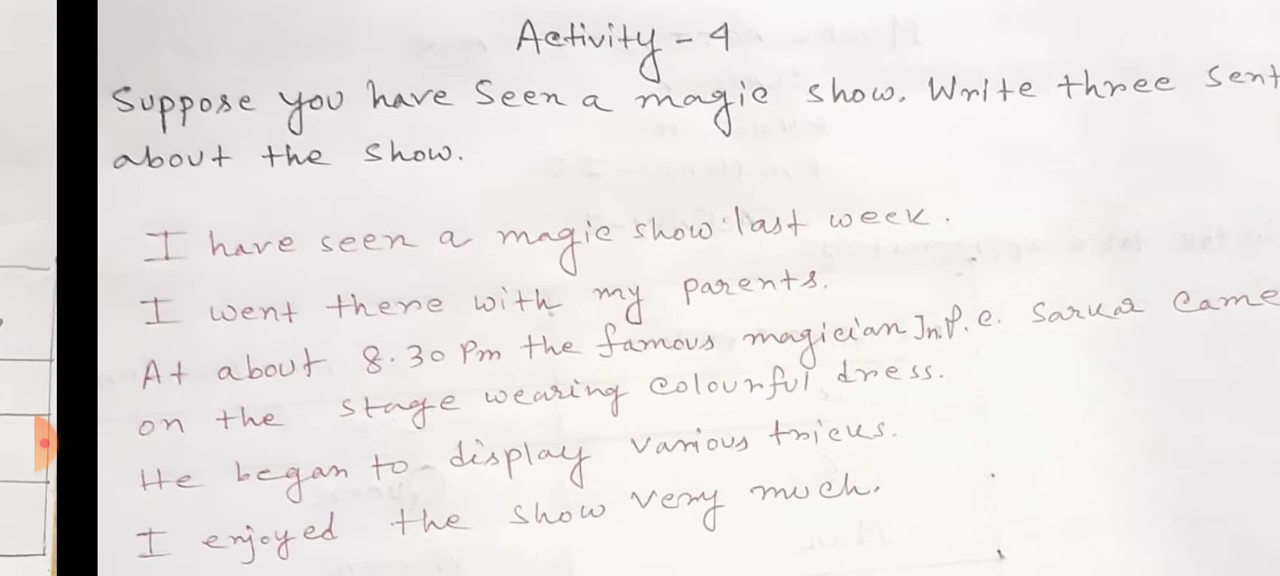 Activity - 4
Suppose you have Seen a magic show. Write three Sent
about the show.
I have seen a magic show last week.
I went there with my parents.
At about 8.30 Pm the famous magician Jn. P. c. Sarkar Came
on the stage wearing colourful dress.
He began to display various tricks.
I enjoyed the show very much.